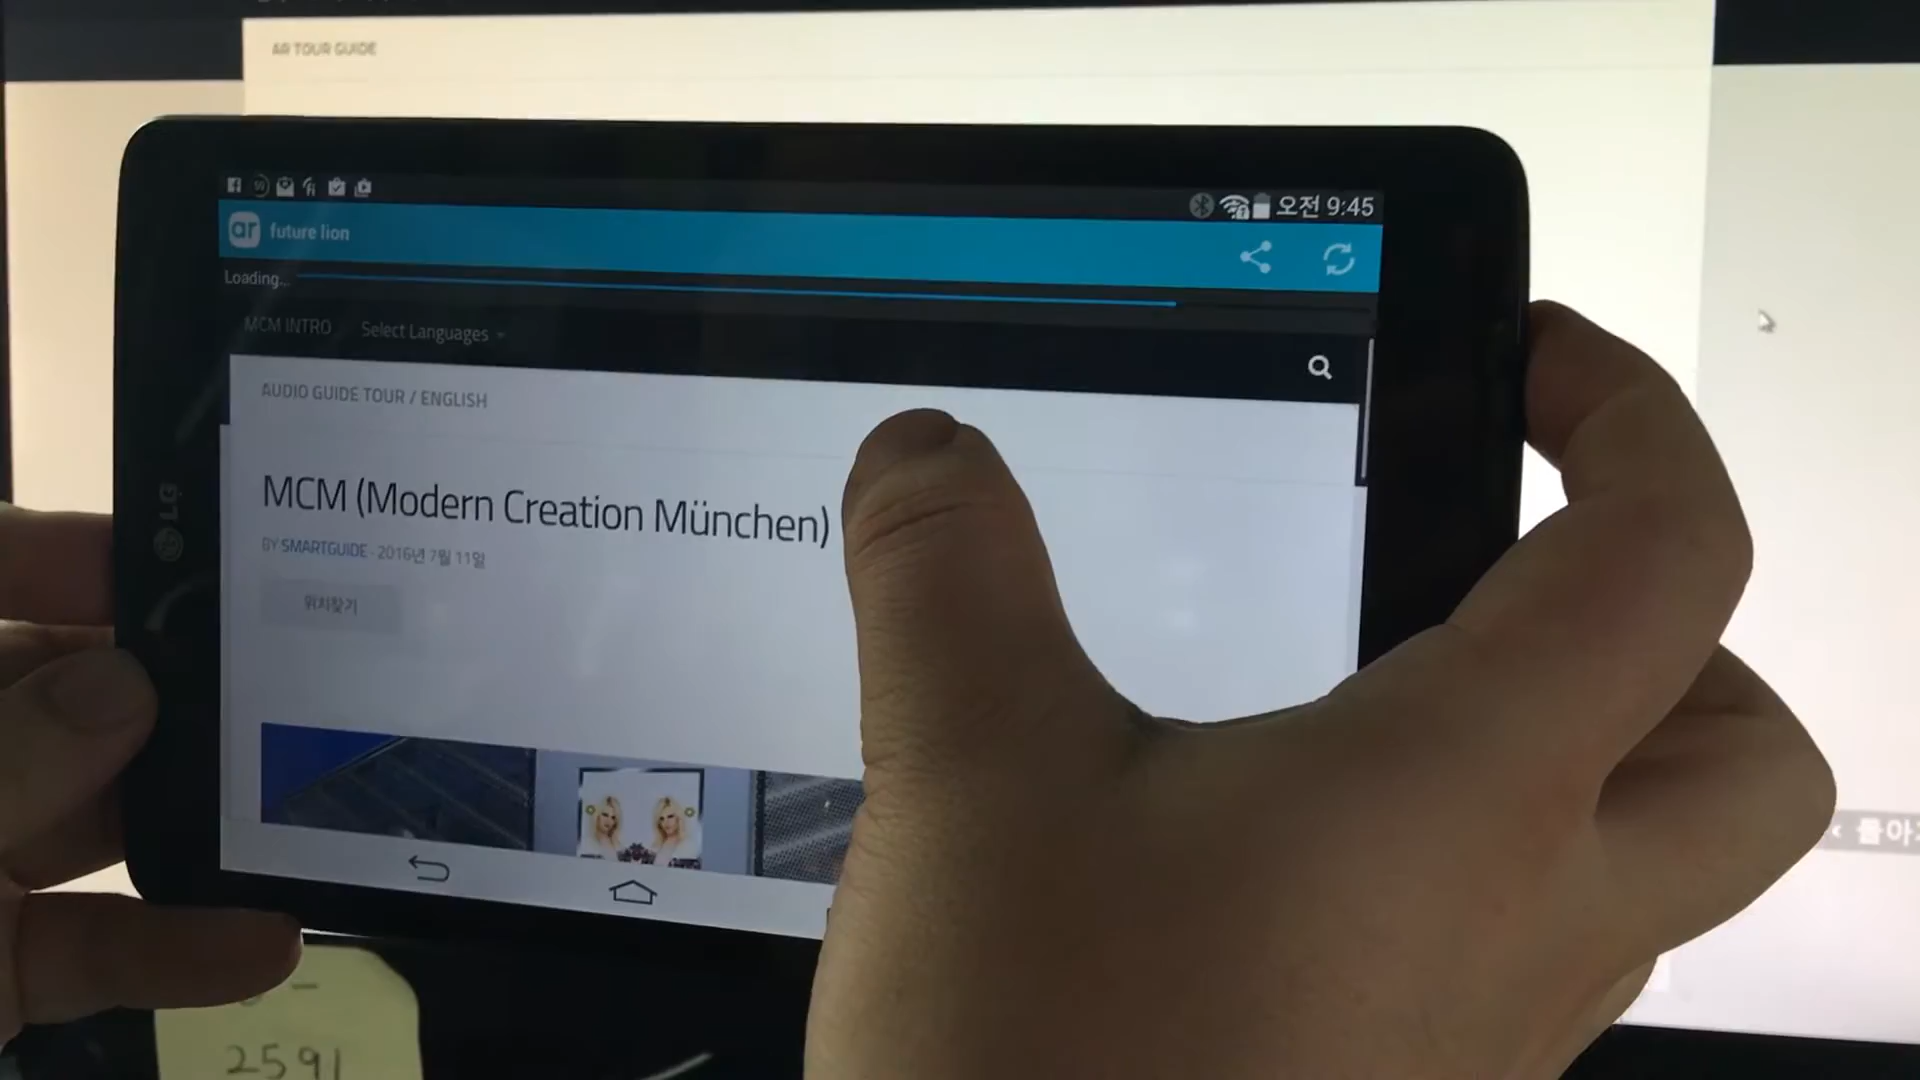 AR TOUR GUIDE
오전 9:45
ar future lion
Loading...
MCM INTRO Select Languages
AUDIO GUIDE TOUR / ENGLISH
MCM (Modern Creation München)
BY SMARTGUIDE - 2016년 7월 11일
위치찾기
LG
< 돌아
2591